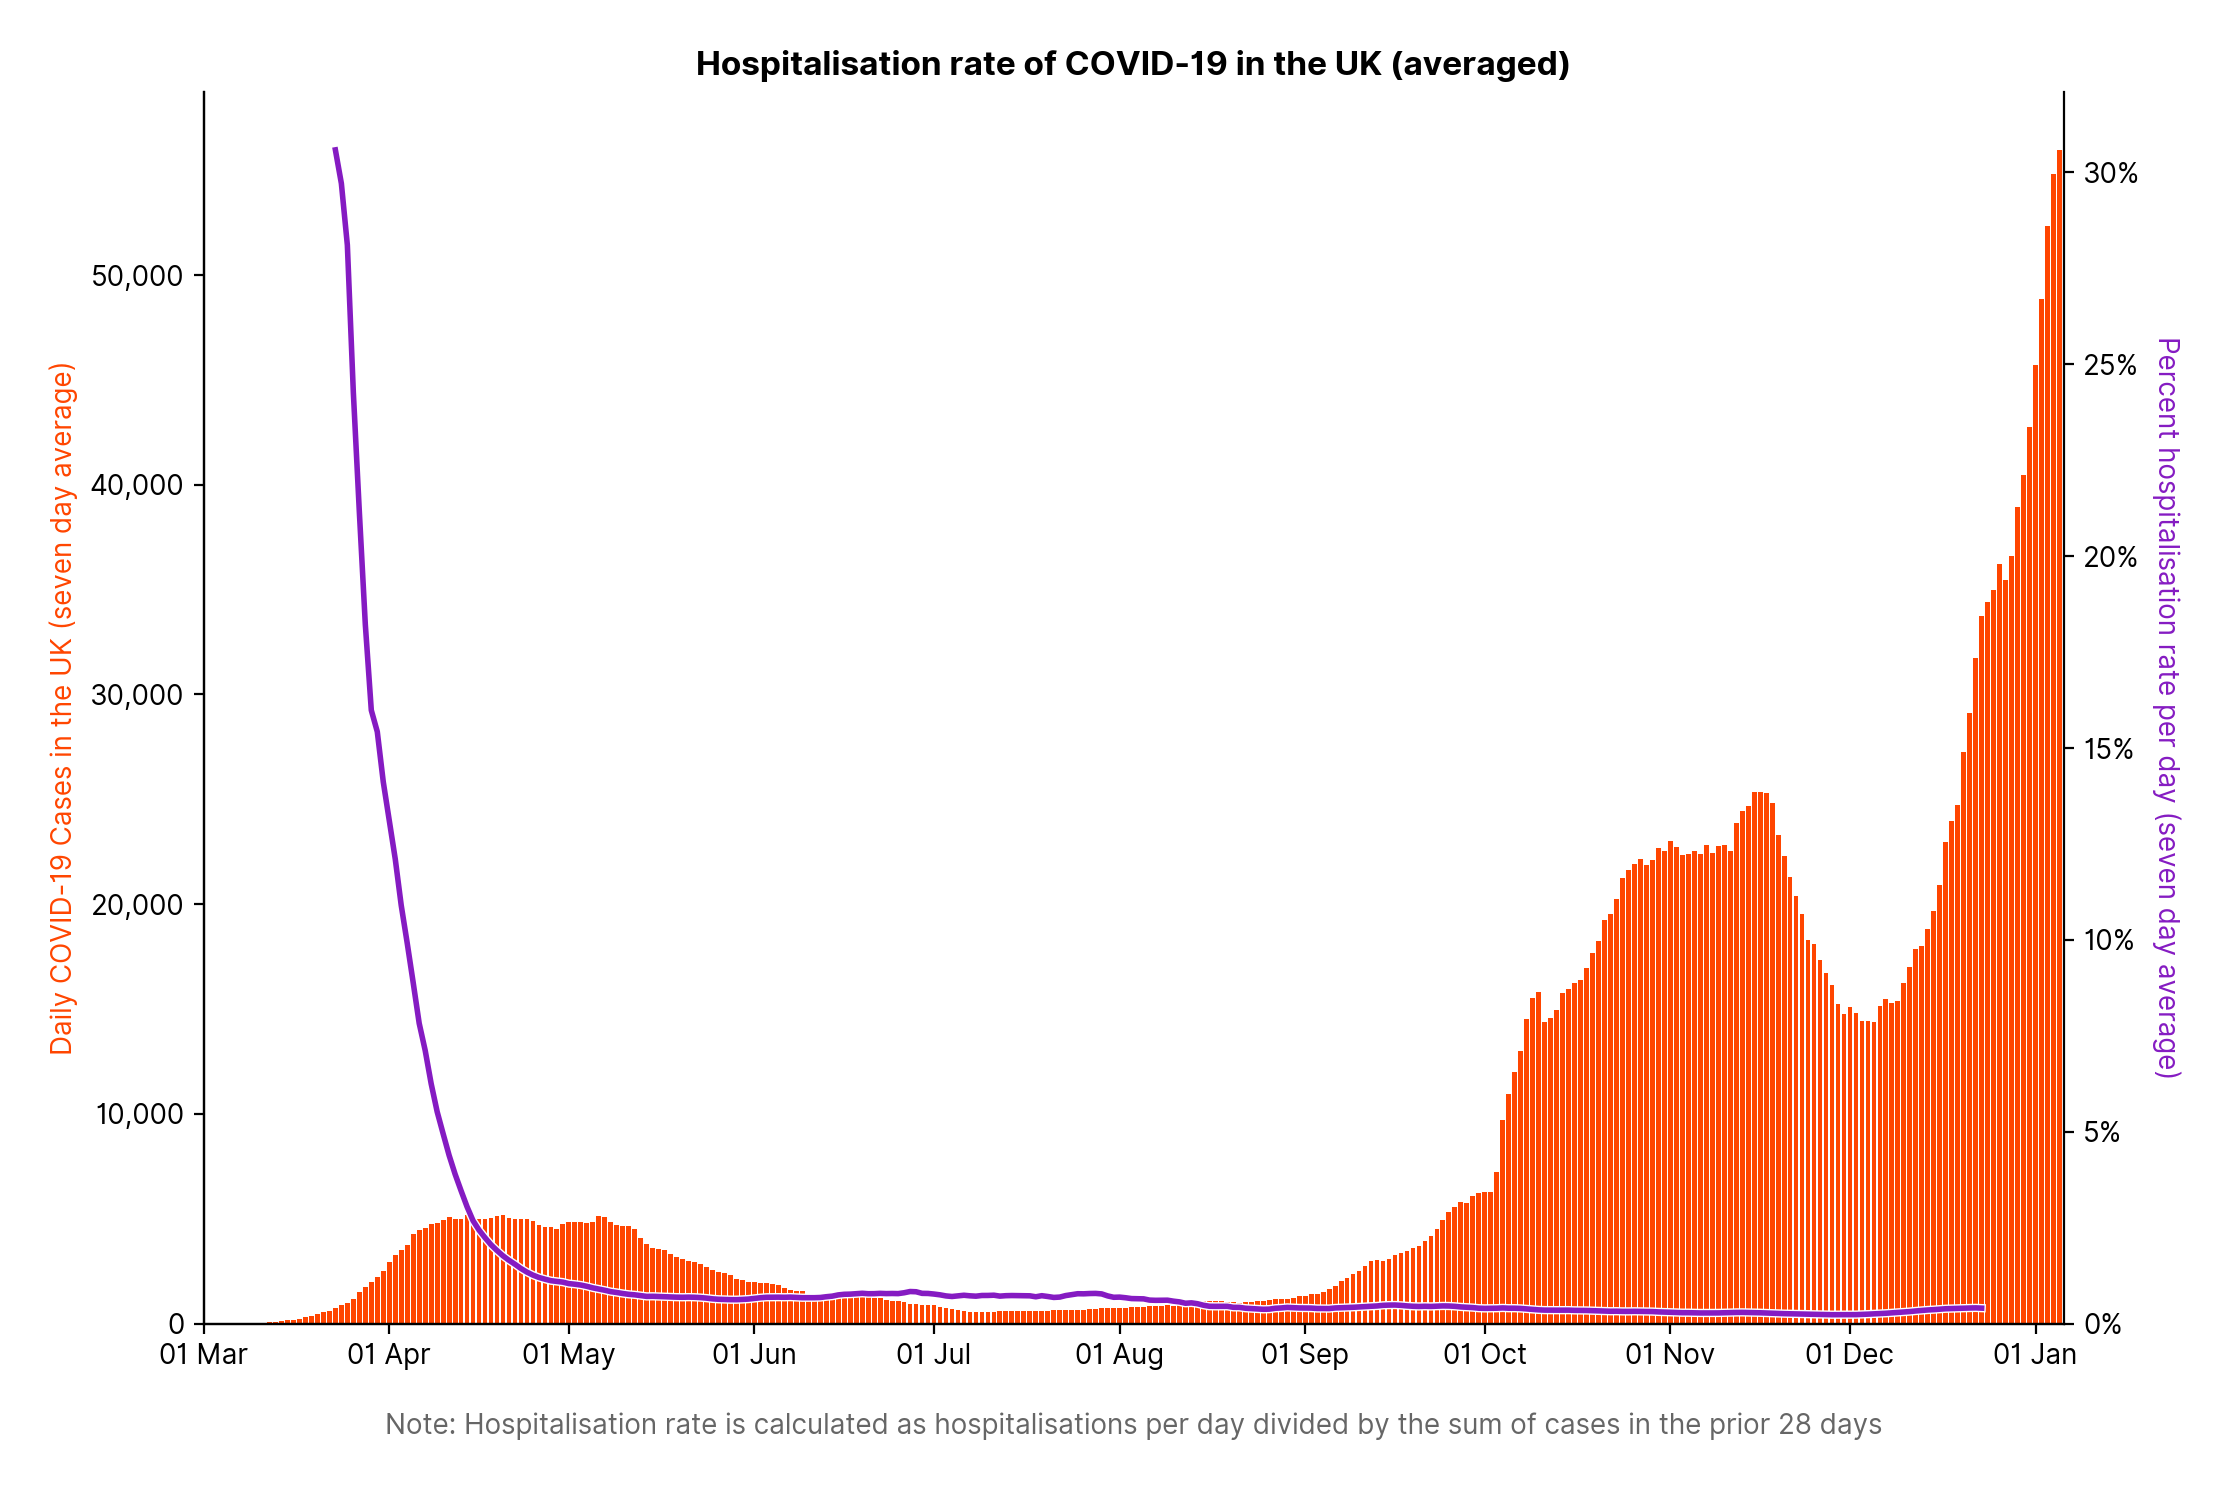 Hospitalisation rate of COVID-19 in the UK (averaged)
Daily COVID-19 Cases in the UK (seven day average)
50,000
40,000
30,000
20,000
10,000
0
30%
25%
20%
15%
10%
5%
0%
Percent hospitalisation rate per day (seven day average)
01 Mar
01 Apr
01 May
01 Jun
01 Jul
01 Aug
01 Sep
01 Oct
01 Nov
01 Dec
01 Jan
Note: Hospitalisation rate is calculated as hospitalisations per day divided by the sum of cases in the prior 28 days